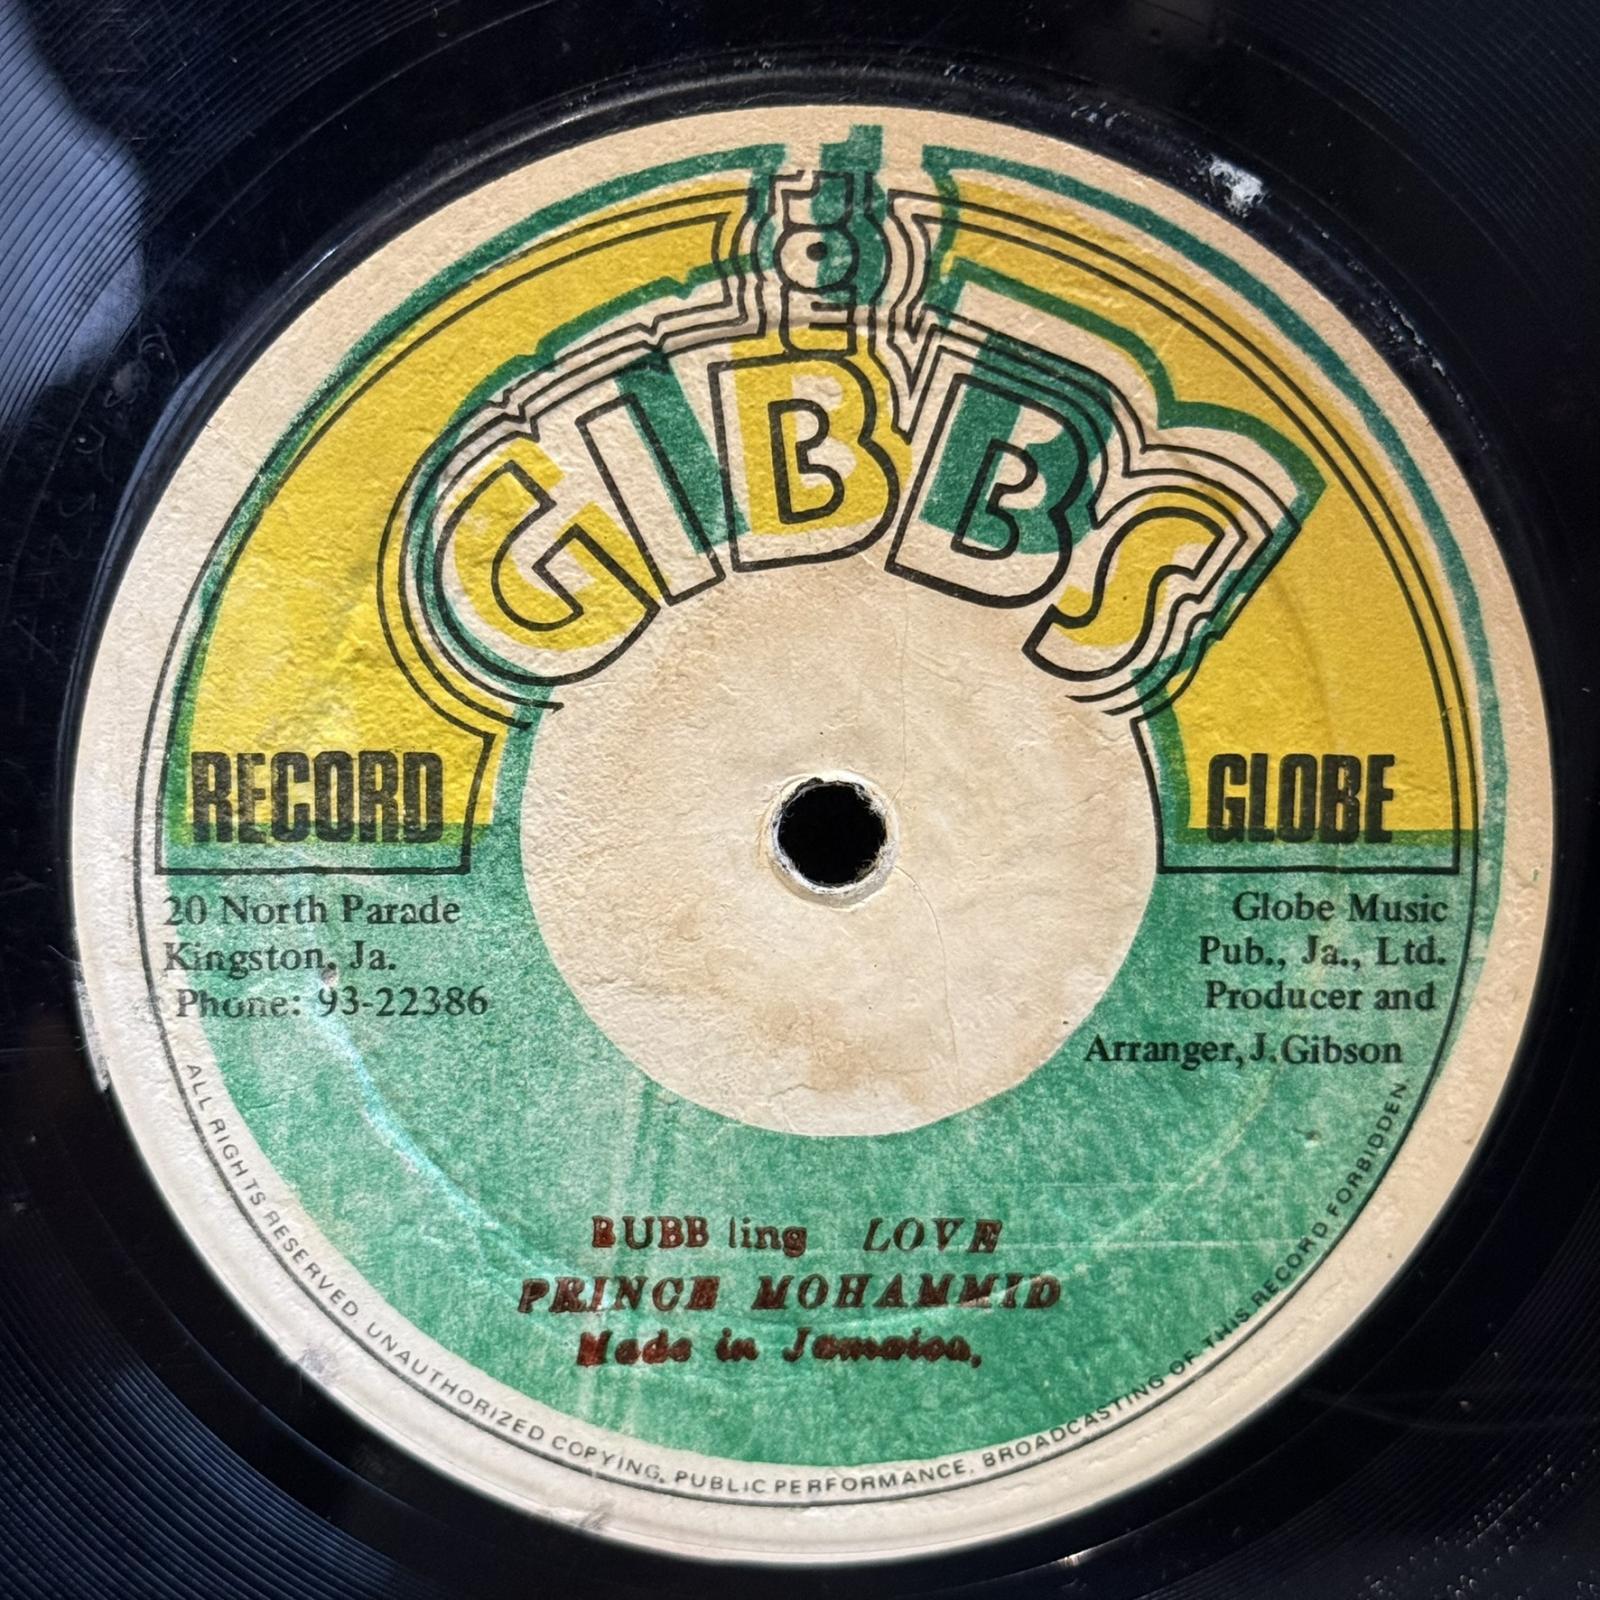 JOE
GIBBS
RECORD GLOBE
20 North Parade
Kingston, Ja.
Phone: 93-22386
Globe Music
Pub., Ja., Ltd.
Producer and
Arranger, J. Gibson
BUBB ling LOVE
PRINCE MOHAMMID
Made in Jamaica,
ALL RIGHTS RESERVED. UNAUTHORIZED COPYING, PUBLIC PERFORMANCE, BROADCASTING OF THIS RECORD FORBIDDEN